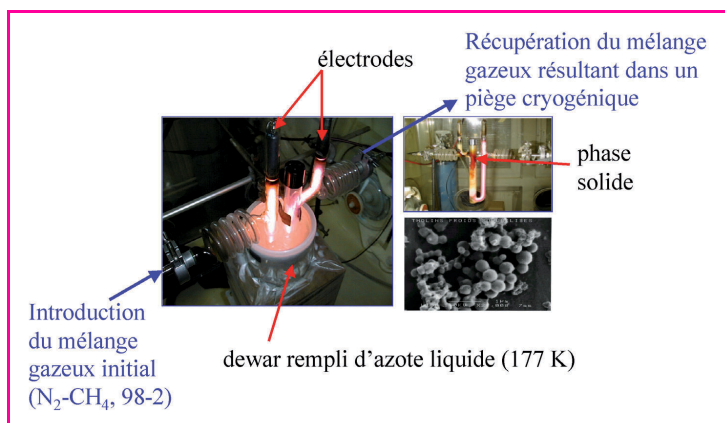 électrodes
Récupération du mélange
gazeux résultant dans un
piège cryogénique
phase
solide
Introduction
du mélange
gazeux initial
(N₂-CH₄, 98-2)
dewar rempli d’azote liquide (177 K)